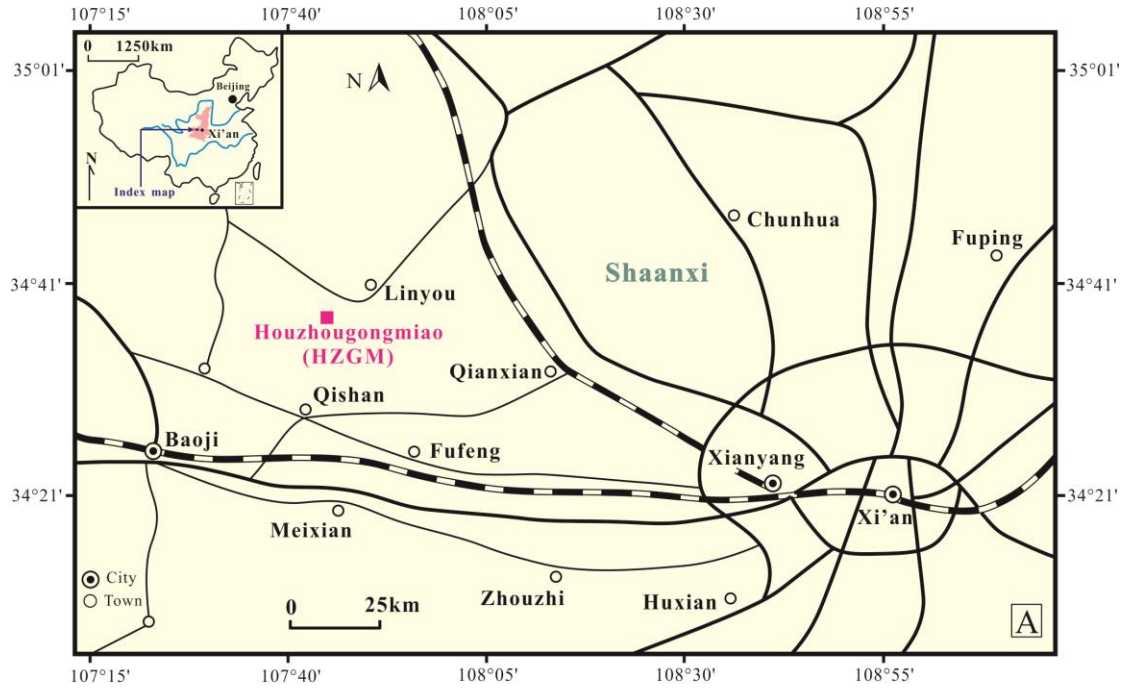 107°15'
107°40'
108°05'
108°30'
108°55'
35°01'
35°01'
0 1250km
Beijing
Xi'an
N
Index map
N
Chunhua
Fuping
Shaanxi
34°41'
34°41'
Linyou
Houzhougongmiao
(HZGM)
Qianxian
Qishan
Baoji
Fufeng
Xianyang
34°21'
34°21'
Xi'an
Meixian
City
Town
0 25km
Zhouzhi
Huxian
A
107°15'
107°40'
108°05'
108°30'
108°55'